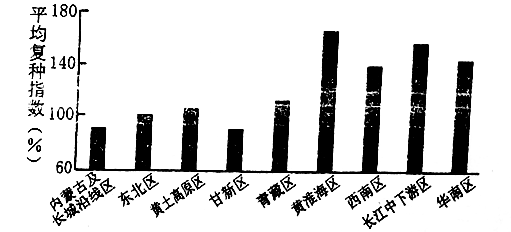 平均复种指数(%)
180
140
100
60
内蒙古及
长城沿线区
东北区
黄土高原区
甘新区
青藏区
黄淮海区
西南区
长江中下游区
华南区